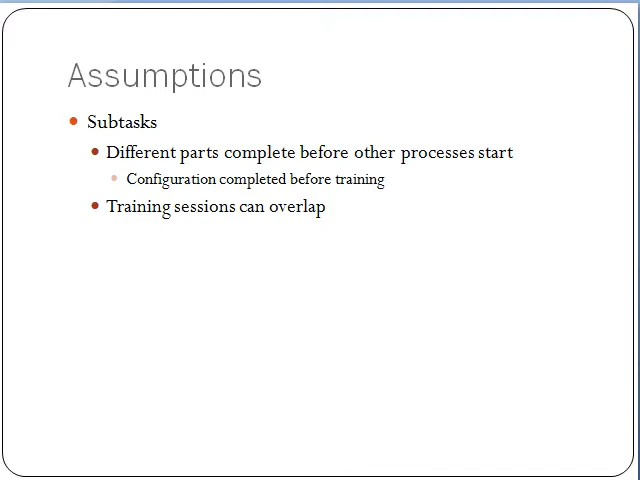 Assumptions
Subtasks
Different parts complete before other processes start
Configuration completed before training
Training sessions can overlap